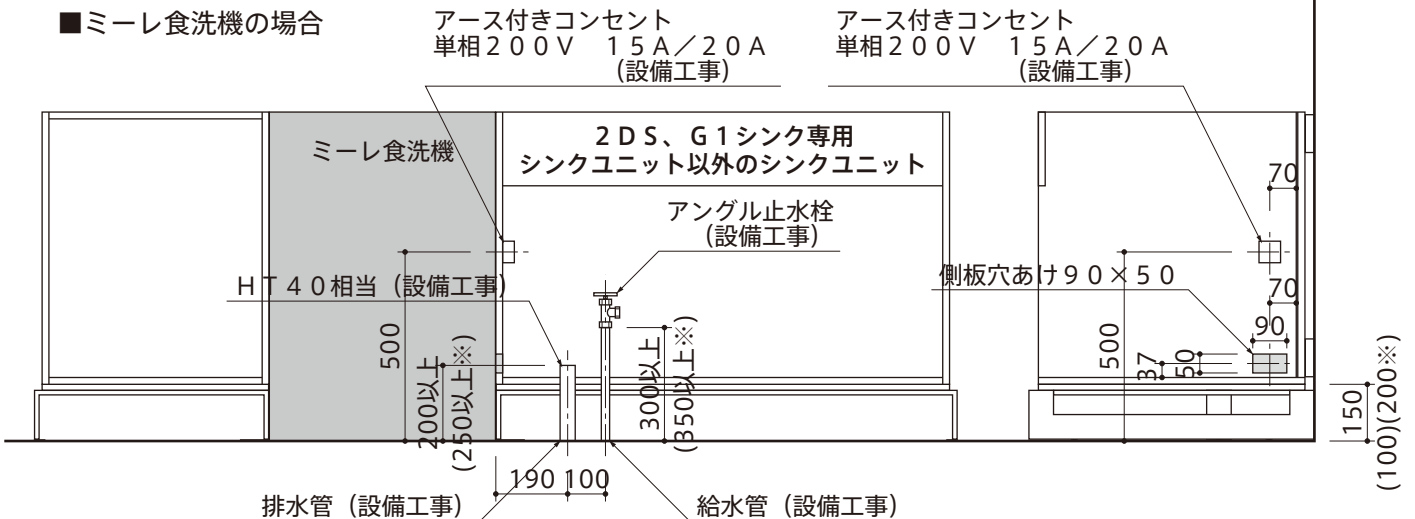 ■ミーレ食洗機の場合
アース付きコンセント
単相２００Ｖ　１５Ａ／２０Ａ
(設備工事)
アース付きコンセント
単相２００Ｖ　１５Ａ／２０Ａ
(設備工事)
ミーレ食洗機
２ＤＳ、Ｇ１シンク専用
シンクユニット以外のシンクユニット
70
アングル止水栓
(設備工事)
ＨＴ４０相当（設備工事）
側板穴あけ９０×５０
70
90
500
200以上
(250以上※)
300以上
(350以上※)
500
37
50
150
(100)(200※)
190
100
排水管（設備工事）
給水管（設備工事）